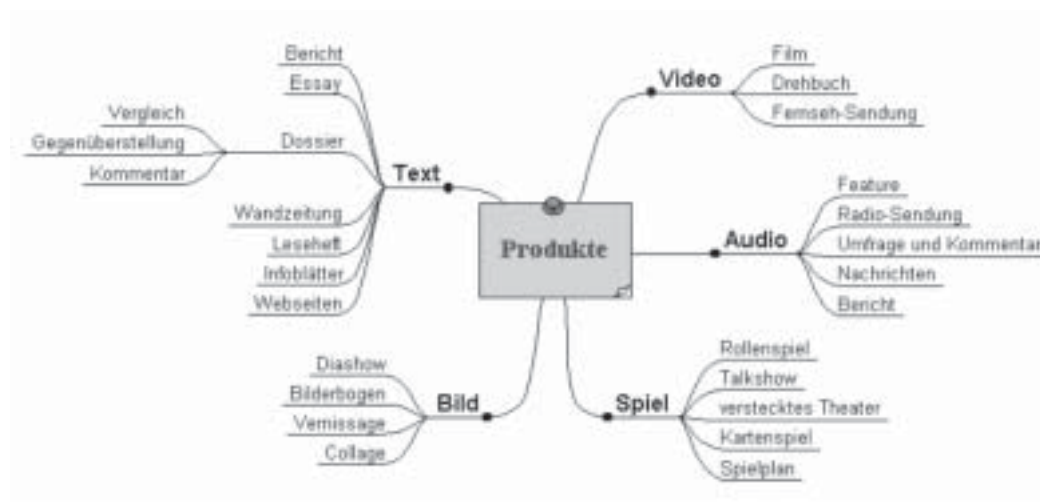 Produkte
Text
Bericht
Essay
Dossier
Vergleich
Gegenüberstellung
Kommentar
Wandzeitung
Leseheft
Infoblätter
Webseiten
Bild
Diashow
Bilderbogen
Vernissage
Collage
Video
Film
Drehbuch
Fernseh-Sendung
Audio
Feature
Radio-Sendung
Umfrage und Kommentar
Nachrichten
Bericht
Spiel
Rollenspiel
Talkshow
verstecktes Theater
Kartenspiel
Spielplan